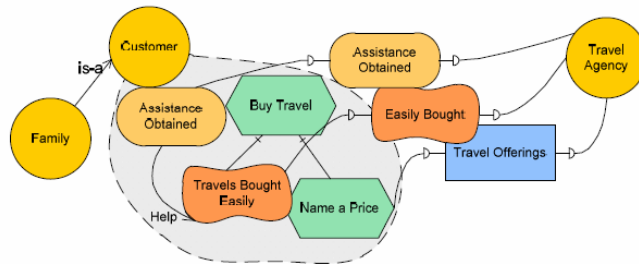 Customer
is-a
Family
Assistance
Obtained
Buy Travel
Travels Bought
Easily
Help
Name a Price
Assistance
Obtained
Easily Bought
Travel Offerings
Travel
Agency